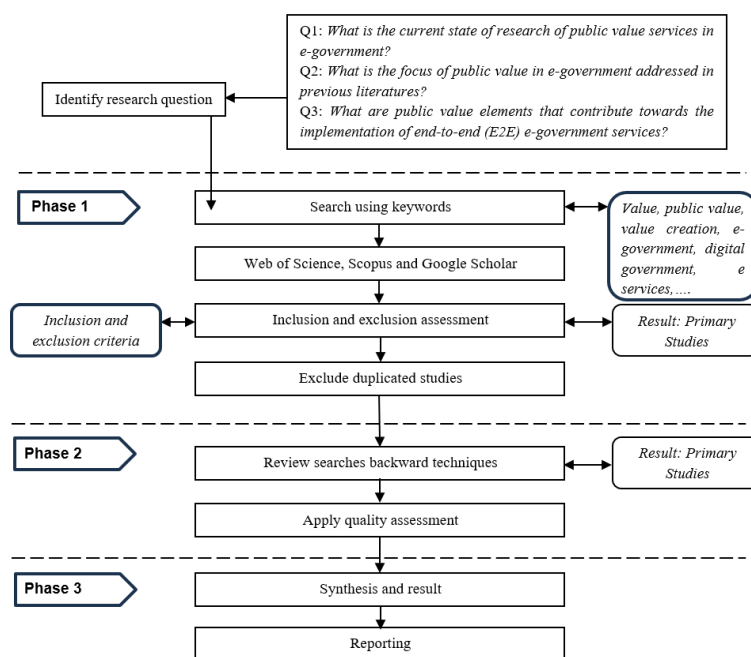 Q1: What is the current state of research of public value services in
e-government?
Q2: What is the focus of public value in e-government addressed in
previous literatures?
Q3: What are public value elements that contribute towards the
implementation of end-to-end (E2E) e-government services?
Identify research question
Phase 1
Search using keywords
Value, public value,
value creation, e-
government, digital
government, e
services,....
Web of Science, Scopus and Google Scholar
Inclusion and
exclusion criteria
Inclusion and exclusion assessment
Result: Primary
Studies
Exclude duplicated studies
Phase 2
Review searches backward techniques
Result: Primary
Studies
Apply quality assessment
Phase 3
Synthesis and result
Reporting